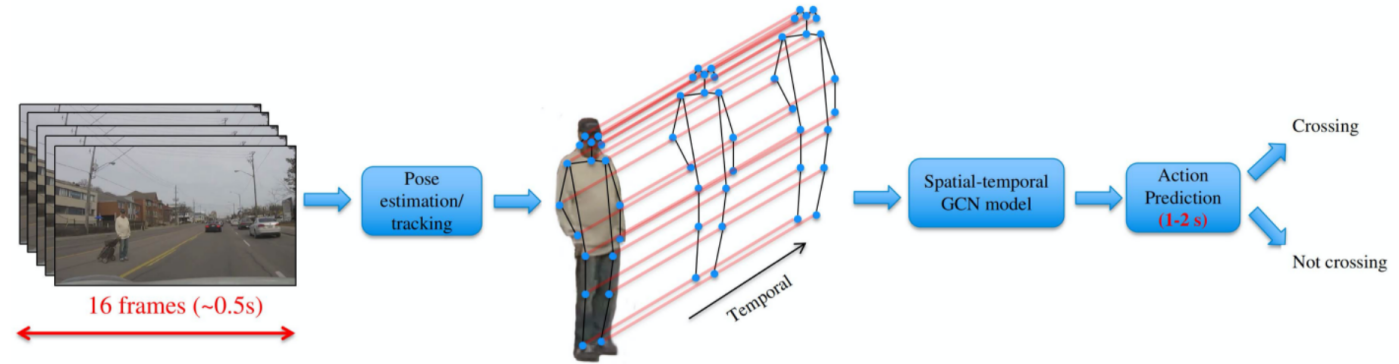 16 frames (~0.5s)
Pose
estimation/
tracking
Temporal
Spatial-temporal
GCN model
Action
Prediction
(1-2 s)
Crossing
Not crossing